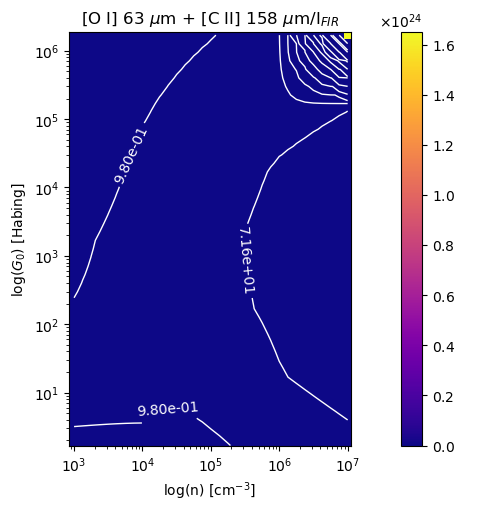 [O I] 63 μm + [C II] 158 μm/I_FIR
×10^24
10^6
10^5
10^4
10^3
10^2
10^1
log(G_0) [Habing]
9.80e-01
7.16e+01
9.80e-01
10^3 10^4 10^5 10^6 10^7
log(n) [cm^−3]
1.6
1.4
1.2
1.0
0.8
0.6
0.4
0.2
0.0